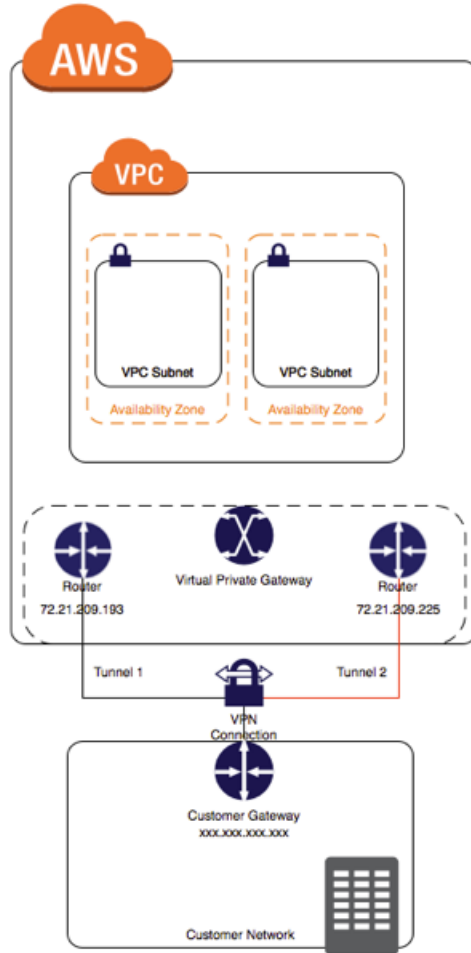 AWS
VPC
VPC Subnet
VPC Subnet
Availability Zone
Availability Zone
Router
Virtual Private Gateway
Router
72.21.209.193
72.21.209.225
Tunnel 1
Tunnel 2
VPN
Connection
Customer Gateway
xxx.xxx.xxx.xxx
Customer Network